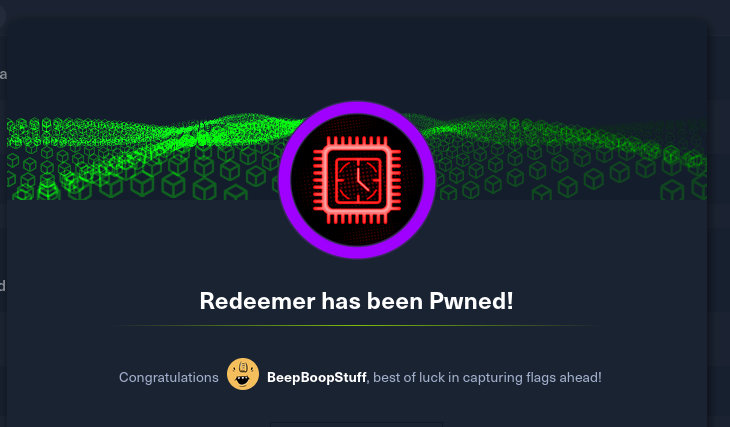 a
Redeemer has been Pwned!
d
Congratulations BeepBoopStuff, best of luck in capturing flags ahead!